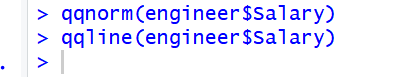 > qqnorm(engineer$Salary)
> qqline(engineer$Salary)
>